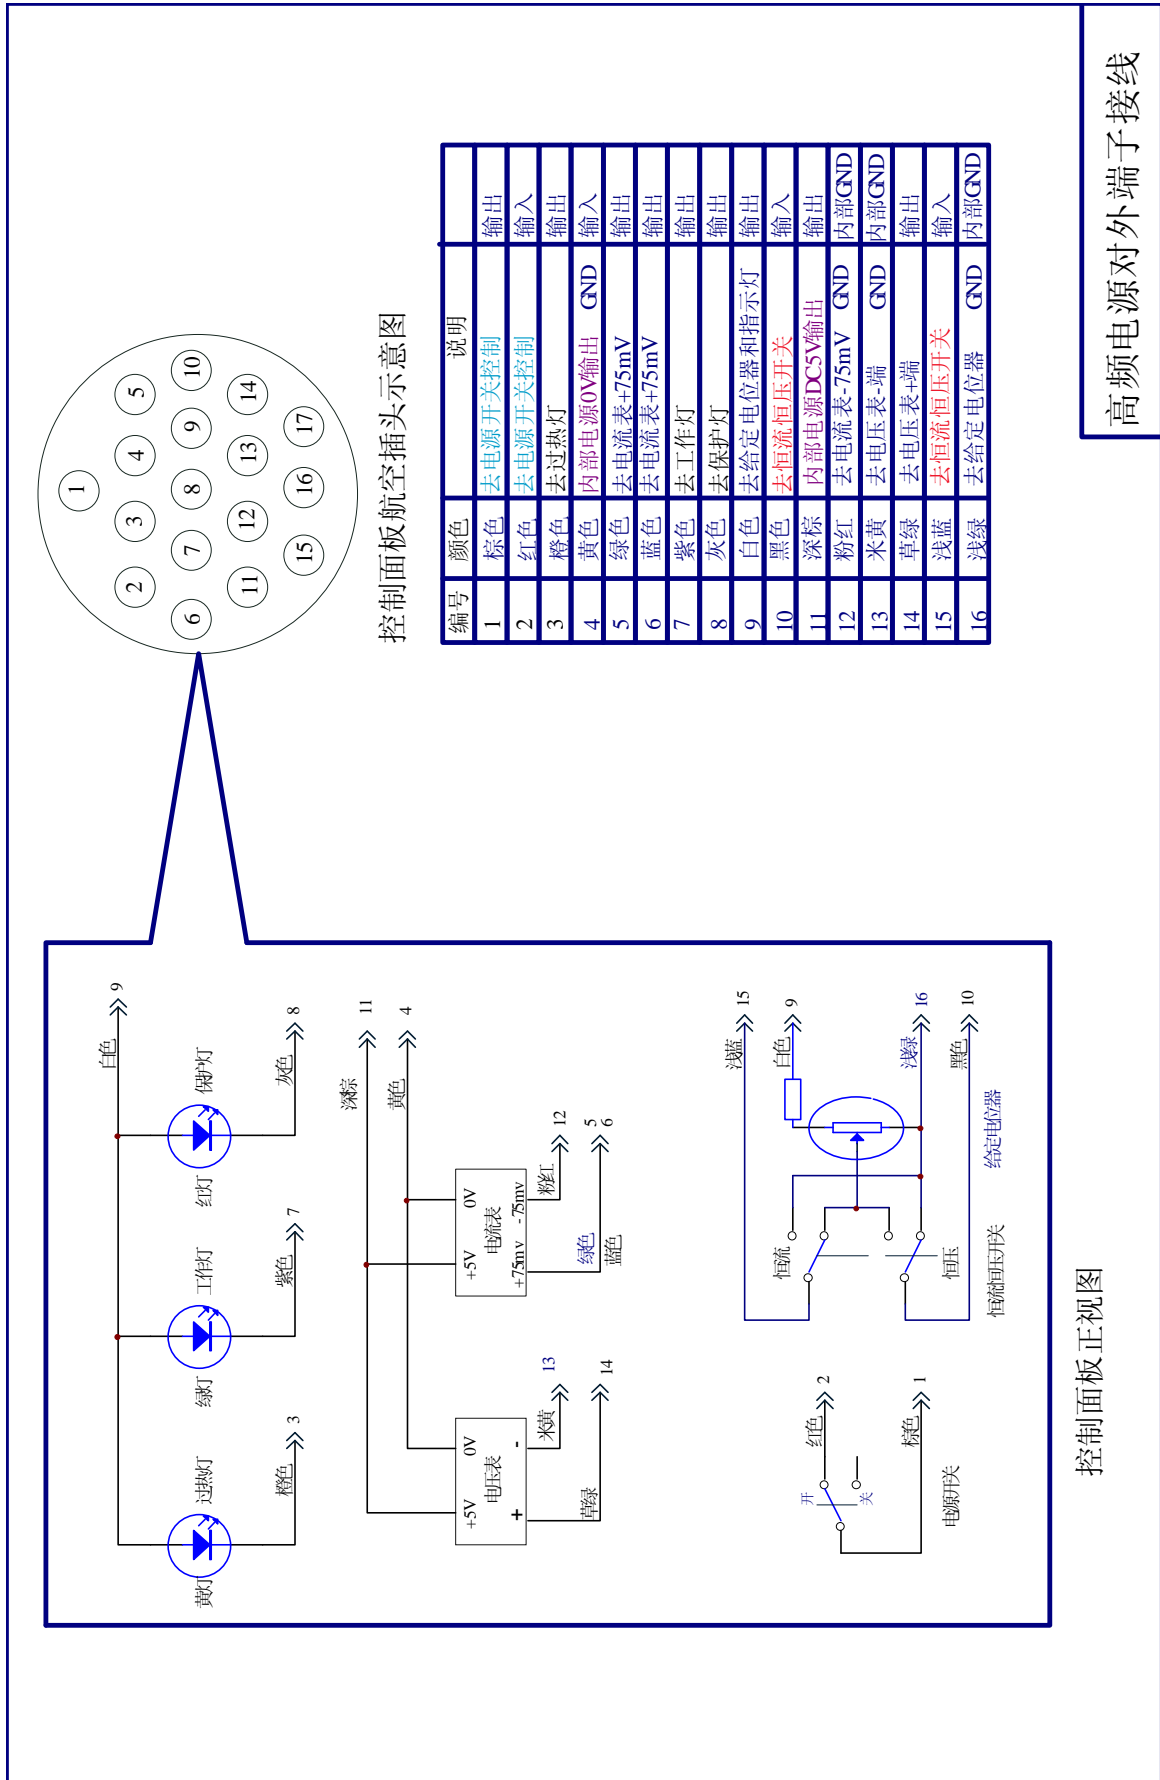 1
2
3
4
5
6
7
8
9
10
11
12
13
14
15
16
17
控制面板航空插头示意图
编号 颜色 说明
1 棕色 去电源开关控制 输出
2 红色 去电源开关控制 输入
3 橙色 去过热灯 输出
4 黄色 内部电源0V输出 GND 输入
5 绿色 去电流表+75mV 输出
6 蓝色 去电流表+75mV 输出
7 紫色 去工作灯 输出
8 灰色 去保护灯 输出
9 白色 去给定电位器和指示灯 输出
10 黑色 去恒流恒压开关 输入
11 深棕 内部电源DC5V输出 输出
12 粉红 去电流表-75mV GND 内部GND
13 米黄 去电压表-端 GND 内部GND
14 草绿 去电压表+端 输出
15 浅蓝 去恒流恒压开关 输入
16 浅绿 去给定电位器 GND 内部GND
高频电源对外端子接线
白色 9
黄灯 过热灯
橙色 3
绿灯 工作灯
紫色 7
红灯 保护灯
灰色 8
深棕 11
黄色 4
+5V 0V
电压表
+ -
米黄 13
草绿 14
+5V 0V
电流表
+75mv -75mv
粉红 12
绿色 5
蓝色 6
红色 2
开
关
棕色 1
电源开关
浅蓝 15
白色 9
恒流
浅绿 16
恒压
黑色 10
给定电位器
恒流恒压开关
控制面板正视图